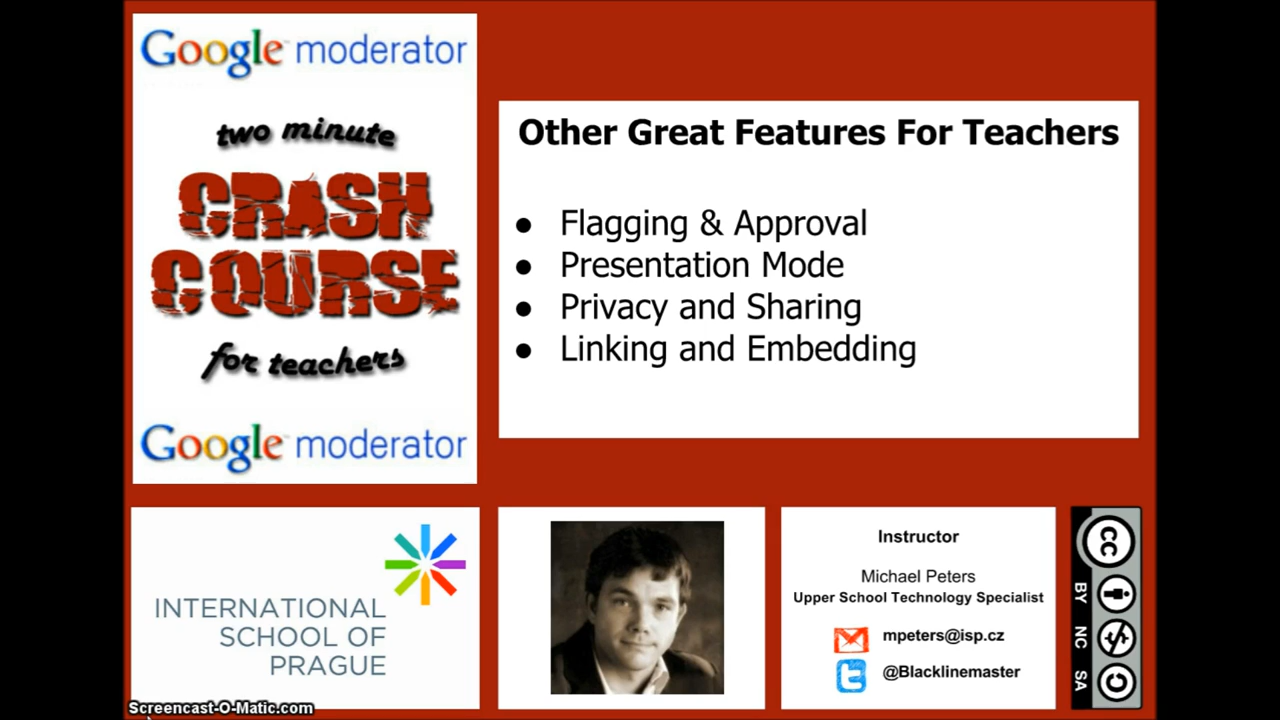 Google moderator
two minute
CRASH
COURSE
for teachers
Google moderator
Other Great Features For Teachers
● Flagging & Approval
● Presentation Mode
● Privacy and Sharing
● Linking and Embedding
INTERNATIONAL
SCHOOL OF
PRAGUE
Instructor
Michael Peters
Upper School Technology Specialist
mpeters@isp.cz
@Blacklinemaster
CC
BY
NC
SA
Screencast-O-Matic.com